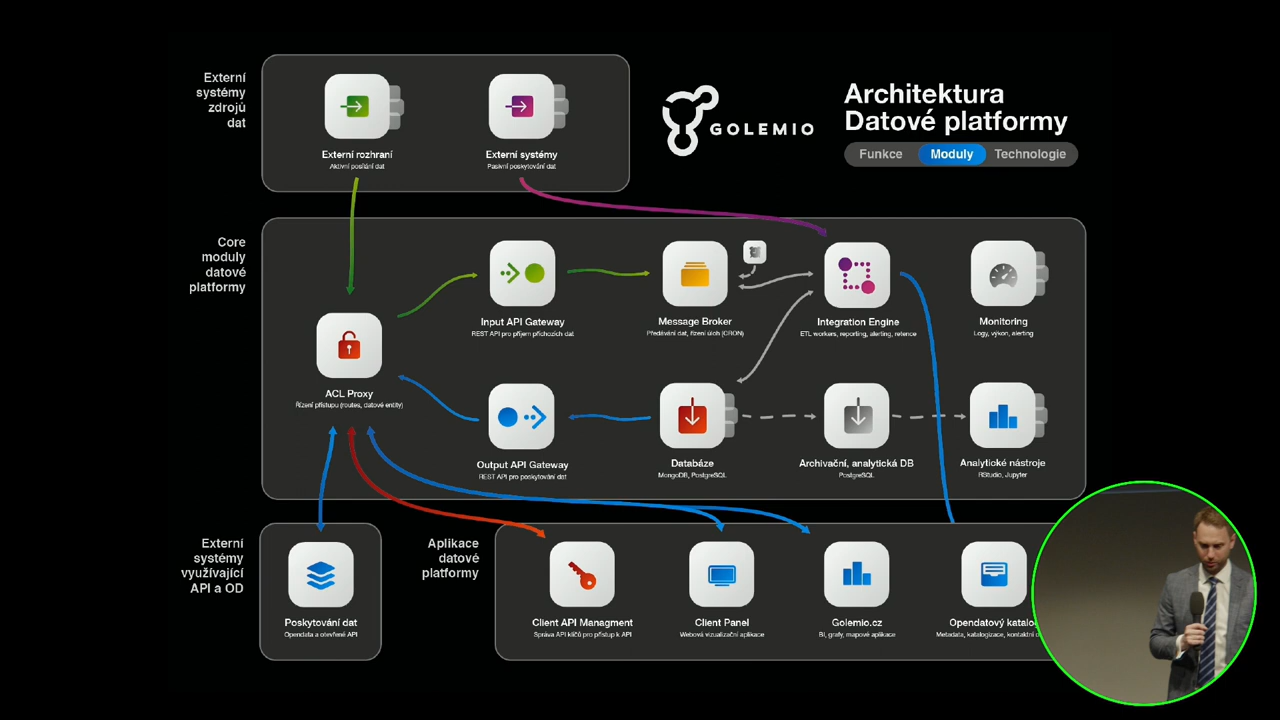 Externí
systémy
zdrojů
dat
Externí rozhraní
Aktivní posílání dat
Externí systémy
Pasivní poskytování dat
GOLEMIO
Architektura
Datové platformy
Funkce
Moduly
Technologie
Core
moduly
datové
platformy
Input API Gateway
REST API pro příjem příchozích dat
Message Broker
Předávání dat, řízení úloh (CRON)
Integration Engine
ETL workers, reporting, alerting, retence
Monitoring
Logy, výkon, alerting
ACL Proxy
Řízení přístupu (routes, datové entity)
Output API Gateway
REST API pro poskytování dat
Databáze
MongoDB, PostgreSQL
Archivační, analytická DB
PostgreSQL
Analytické nástroje
RStudio, Jupyter
Externí
systémy
využívající
API a OD
Poskytování dat
Opendata a otevřené API
Aplikace
datové
platformy
Client API Managment
Správa API klíčů pro přístup k API
Client Panel
Webová vizualizační aplikace
Golemio.cz
BI, grafy, mapové aplikace
Opendatový
Metadata, katalogizace, kontaktní